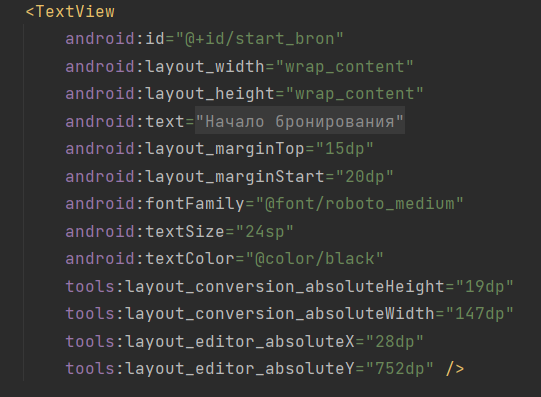 <TextView
android:id="@+id/start_bron"
android:layout_width="wrap_content"
android:layout_height="wrap_content"
android:text="Начало бронирования"
android:layout_marginTop="15dp"
android:layout_marginStart="20dp"
android:fontFamily="@font/roboto_medium"
android:textSize="24sp"
android:textColor="@color/black"
tools:layout_conversion_absoluteHeight="19dp"
tools:layout_conversion_absoluteWidth="147dp"
tools:layout_editor_absoluteX="28dp"
tools:layout_editor_absoluteY="752dp" />